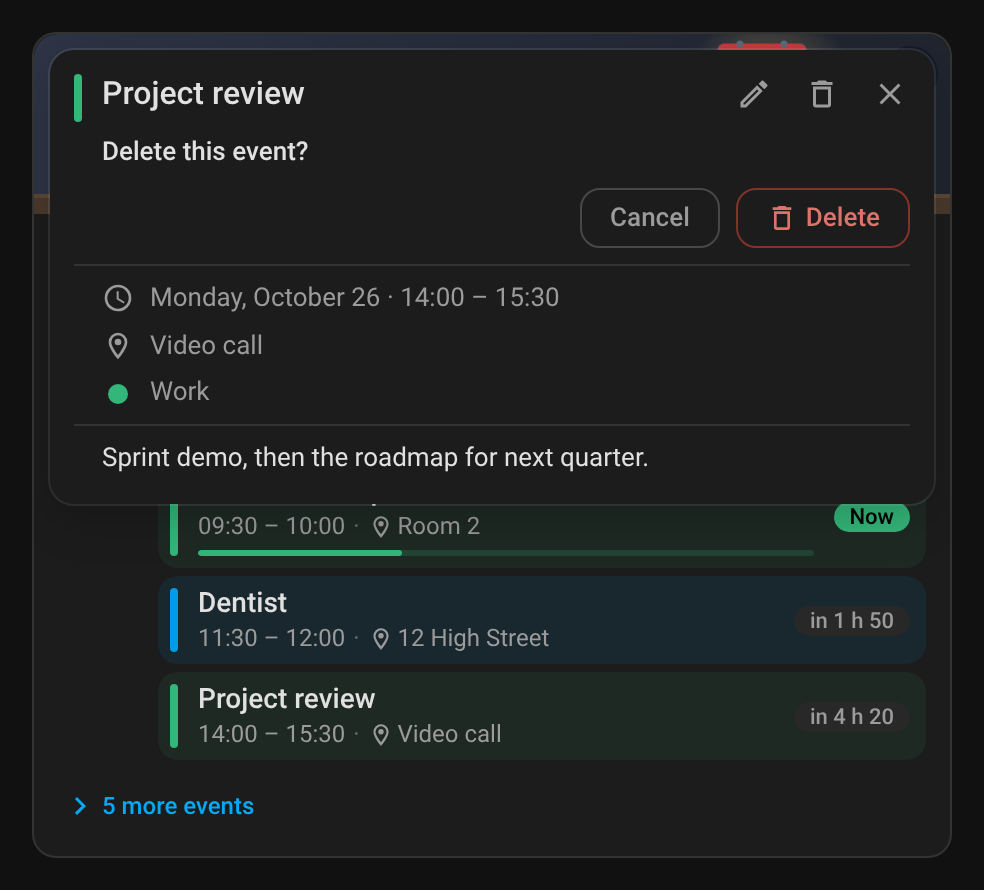 Project review
Delete this event?
Cancel
Delete
Monday, October 26 · 14:00 – 15:30
Video call
Work
Sprint demo, then the roadmap for next quarter.
09:30 – 10:00 · Room 2
Now
Dentist
11:30 – 12:00 · 12 High Street
in 1 h 50
Project review
14:00 – 15:30 · Video call
in 4 h 20
5 more events